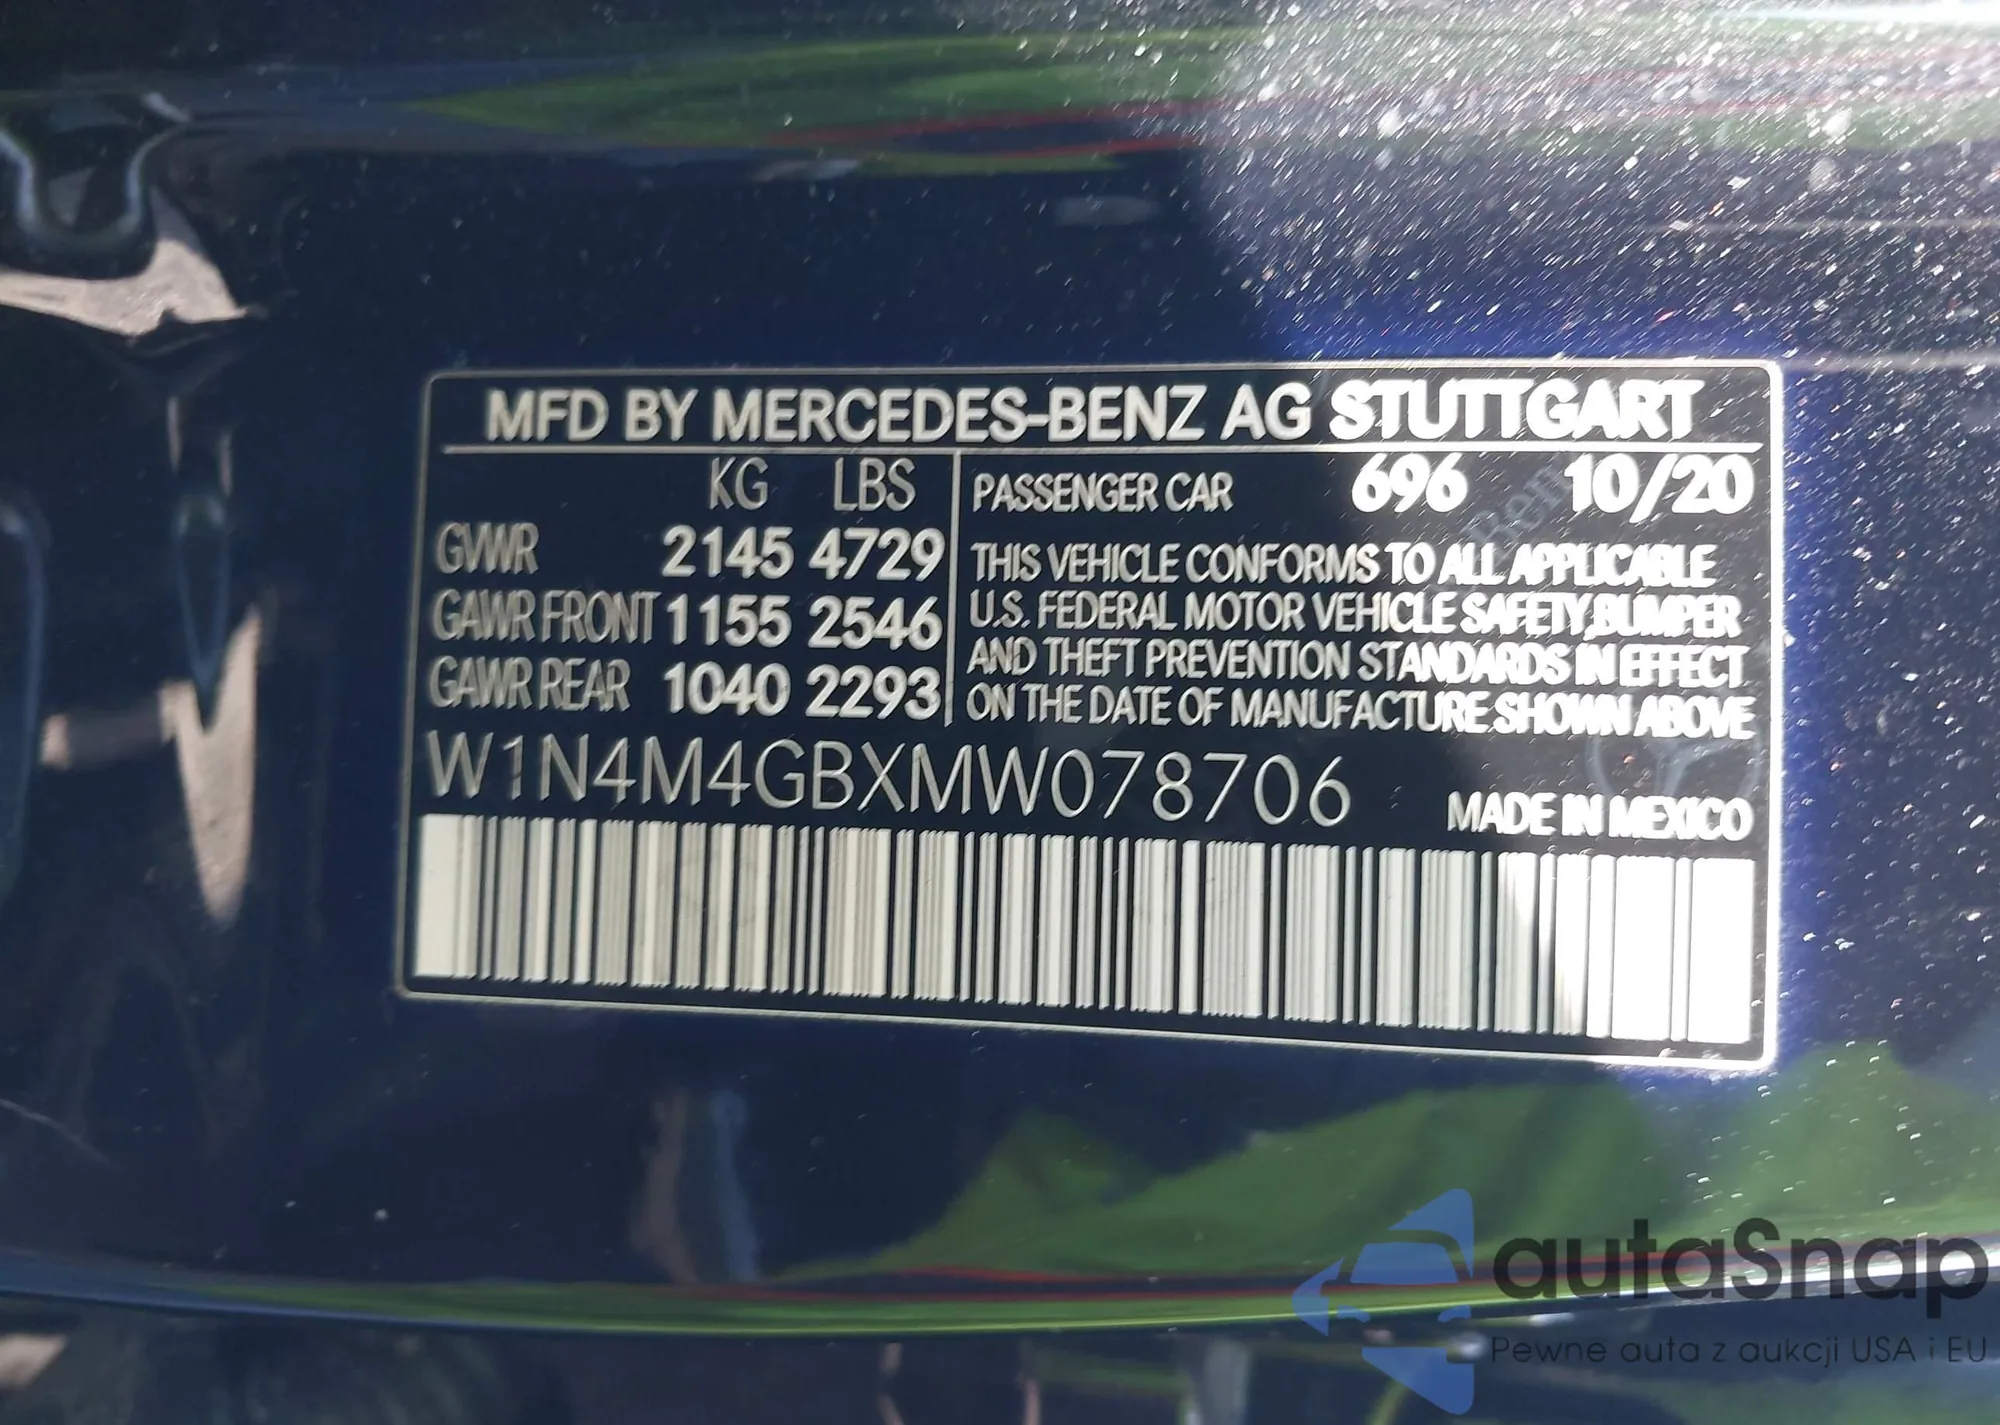 MFD BY MERCEDES-BENZ AG STUTTGART
KG LBS
GVWR 2145 4729
GAWR FRONT 1155 2546
GAWR REAR 1040 2293
PASSENGER CAR 696 10/20
THIS VEHICLE CONFORMS TO ALL APPLICABLE
U.S. FEDERAL MOTOR VEHICLE SAFETY,BUMPER
AND THEFT PREVENTION STANDARDS IN EFFECT
ON THE DATE OF MANUFACTURE SHOWN ABOVE
W1N4M4GBXMW078706
MADE IN MEXICO
autaSnap
Pewne auta z aukcji USA i EU